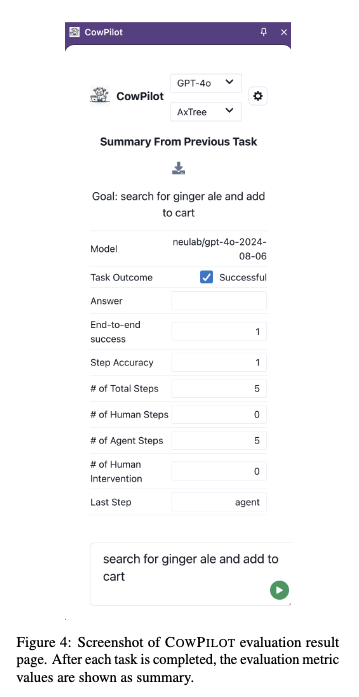 CowPilot
GPT-4o
CowPilot
AxTree
Summary From Previous Task
Goal: search for ginger ale and add
to cart
Model
neulab/gpt-4o-2024-
08-06
Task Outcome
Successful
Answer
End-to-end
success
1
Step Accuracy
1
# of Total Steps
5
# of Human Steps
0
# of Agent Steps
5
# of Human
Intervention
0
Last Step
agent
search for ginger ale and add to
cart
Figure 4: Screenshot of COWPILOT evaluation result
page. After each task is completed, the evaluation metric
values are shown as summary.